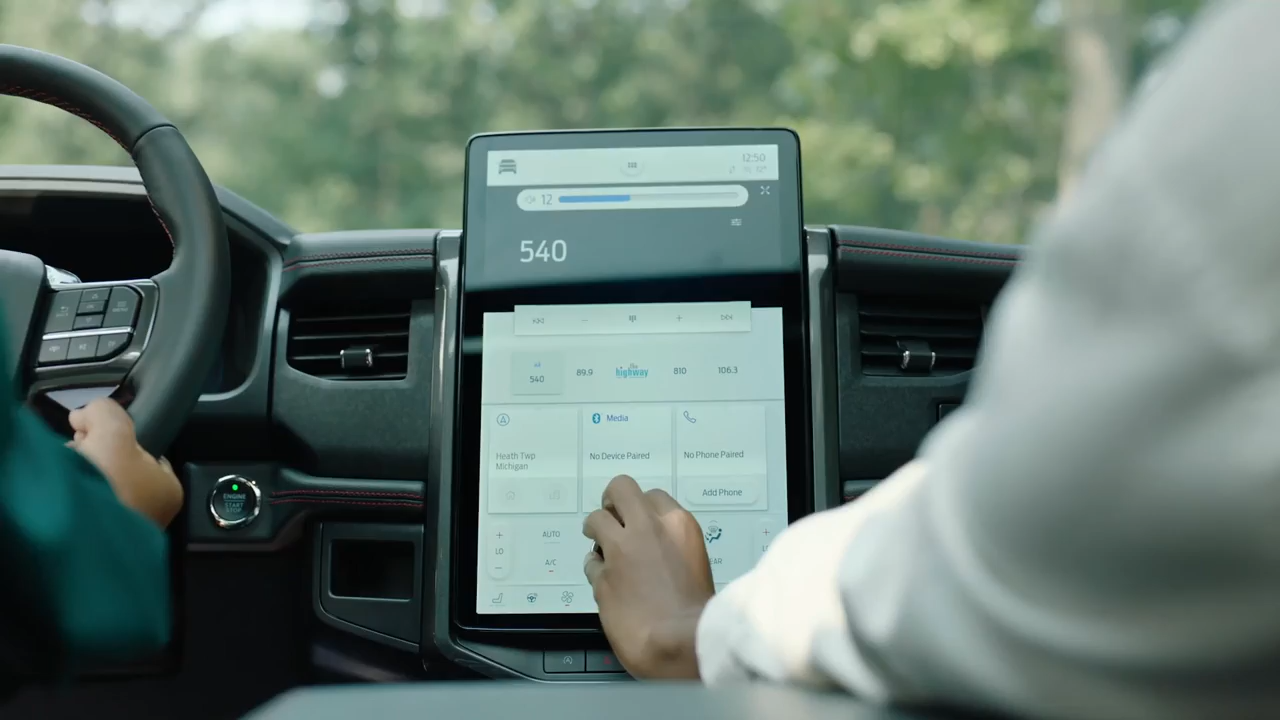 12:50
12
540
540
89.9
the highway
810
106.3
Media
Heath Twp
Michigan
No Device Paired
No Phone Paired
Add Phone
+
LO
−
AUTO
A/C
ENGINE
START
STOP